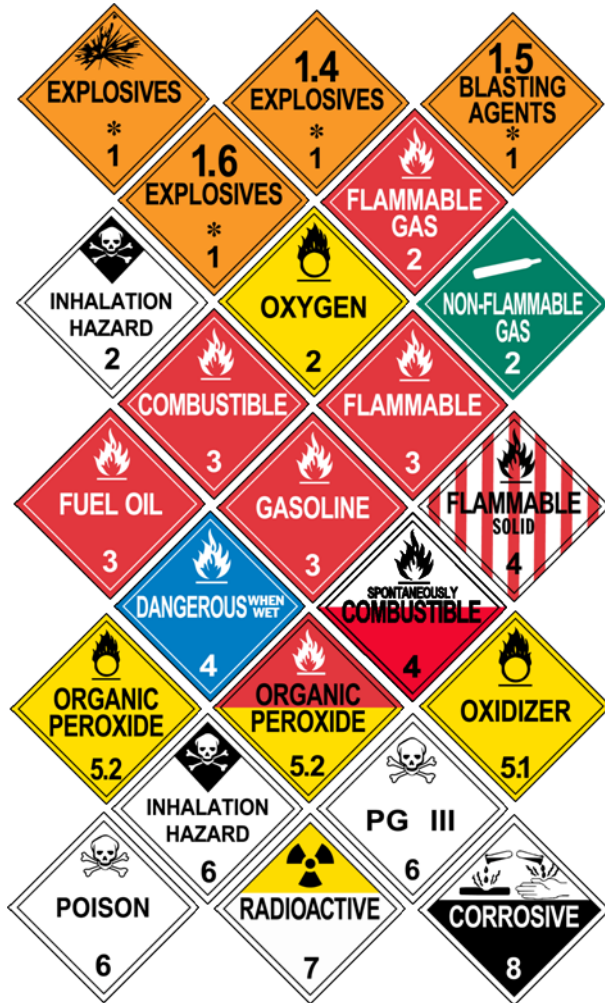 EXPLOSIVES
*
1
1.4
EXPLOSIVES
*
1
1.5
BLASTING
AGENTS
*
1
1.6
EXPLOSIVES
*
1
FLAMMABLE
GAS
2
INHALATION
HAZARD
2
OXYGEN
2
NON-FLAMMABLE
GAS
2
COMBUSTIBLE
3
FLAMMABLE
3
FUEL OIL
3
GASOLINE
3
FLAMMABLE
SOLID
4
DANGEROUS WHEN
WET
4
SPONTANEOUSLY
COMBUSTIBLE
4
ORGANIC
PEROXIDE
5.2
ORGANIC
PEROXIDE
5.2
OXIDIZER
5.1
INHALATION
HAZARD
6
PG III
6
POISON
6
RADIOACTIVE
7
CORROSIVE
8